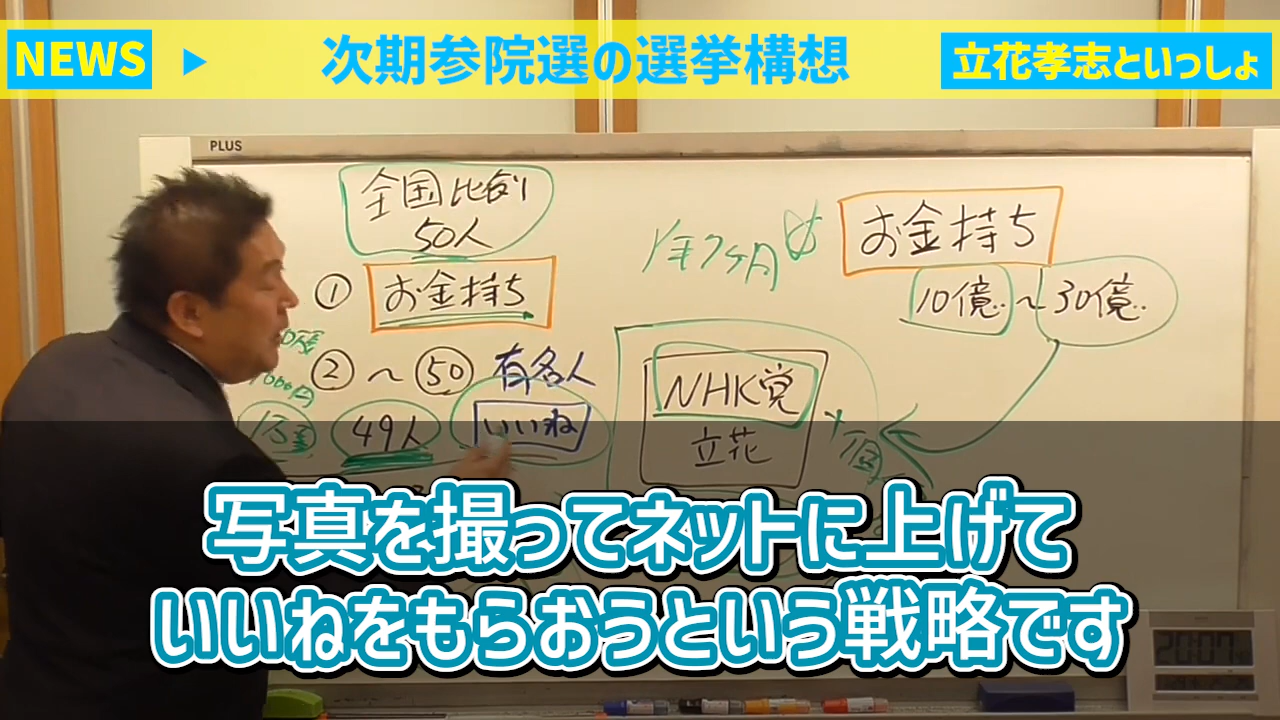 NEWS
次期参院選の選挙構想
立花孝志といっしょ
PLUS
全国比例
50人
① お金持ち
② ~ ㊿ 有名人
49人
いいね
1年7ヶ月
お金持ち
10億 ~ 30億
NHK党
立花
写真を撮ってネットに上げて
いいねをもらおうという戦略です
20:07